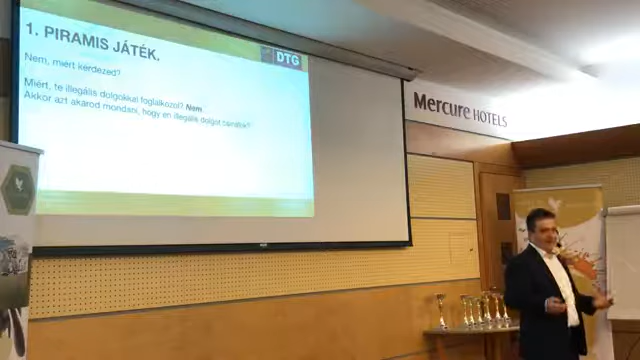 1. PIRAMIS JÁTÉK.
DTG
Nem, miért kérdezed?
Miért, te illegális dolgokkal foglalkozol? Nem
Akkor azt akarod mondani, hogy én illegális dolgot csinálok?
Mercure HOTELS